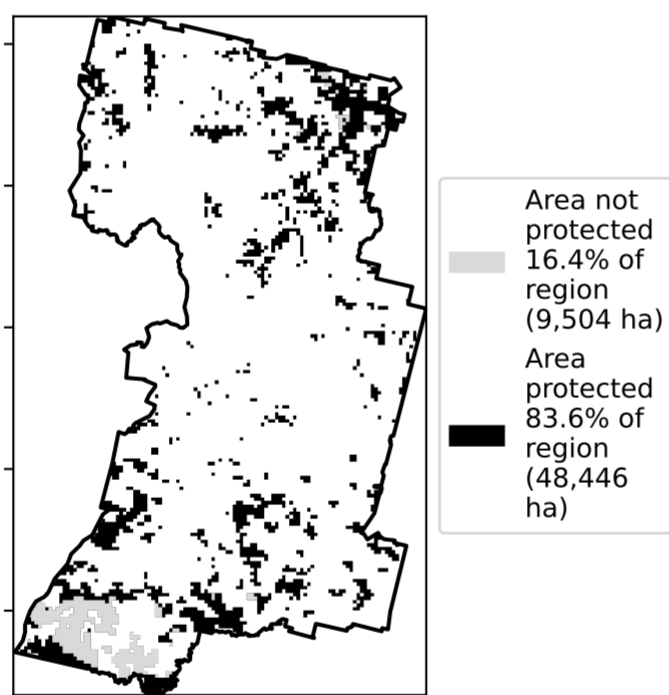 Area not
protected
16.4% of
region
(9,504 ha)
Area
protected
83.6% of
region
(48,446
ha)